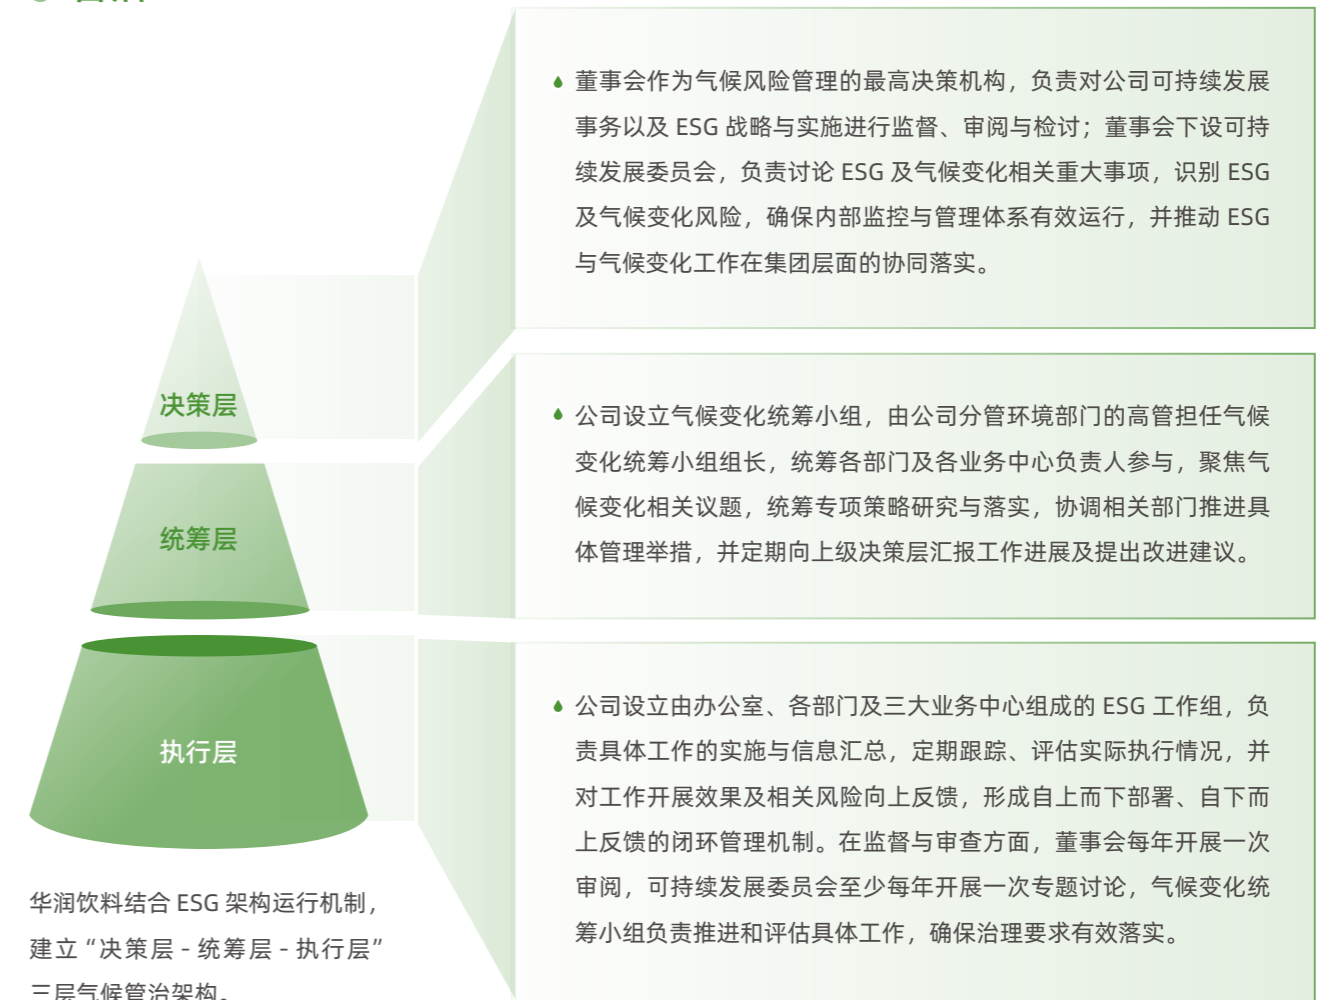 董事会作为气候风险管理的最高决策机构，负责对公司可持续发展
事务以及 ESG 战略与实施进行监督、审阅与检讨；董事会下设可持
续发展委员会，负责讨论 ESG 及气候变化相关重大事项，识别 ESG
及气候变化风险，确保内部监控与管理体系有效运行，并推动 ESG
与气候变化工作在集团层面的协同落实。
决策层
公司设立气候变化统筹小组，由公司分管环境部门的高管担任气候
变化统筹小组组长，统筹各部门及各业务中心负责人参与，聚焦气
候变化相关议题，统筹专项策略研究与落实，协调相关部门推进具
体管理举措，并定期向上级决策层汇报工作进展及提出改进建议。
统筹层
公司设立由办公室、各部门及三大业务中心组成的 ESG 工作组，负
责具体工作的实施与信息汇总，定期跟踪、评估实际执行情况，并
对工作开展效果及相关风险向上反馈，形成自上而下部署、自下而
上反馈的闭环管理机制。在监督与审查方面，董事会每年开展一次
审阅，可持续发展委员会至少每年开展一次专题讨论，气候变化统
筹小组负责推进和评估具体工作，确保治理要求有效落实。
执行层
华润饮料结合 ESG 架构运行机制，
建立“决策层 - 统筹层 - 执行层”
三层气候管治架构。